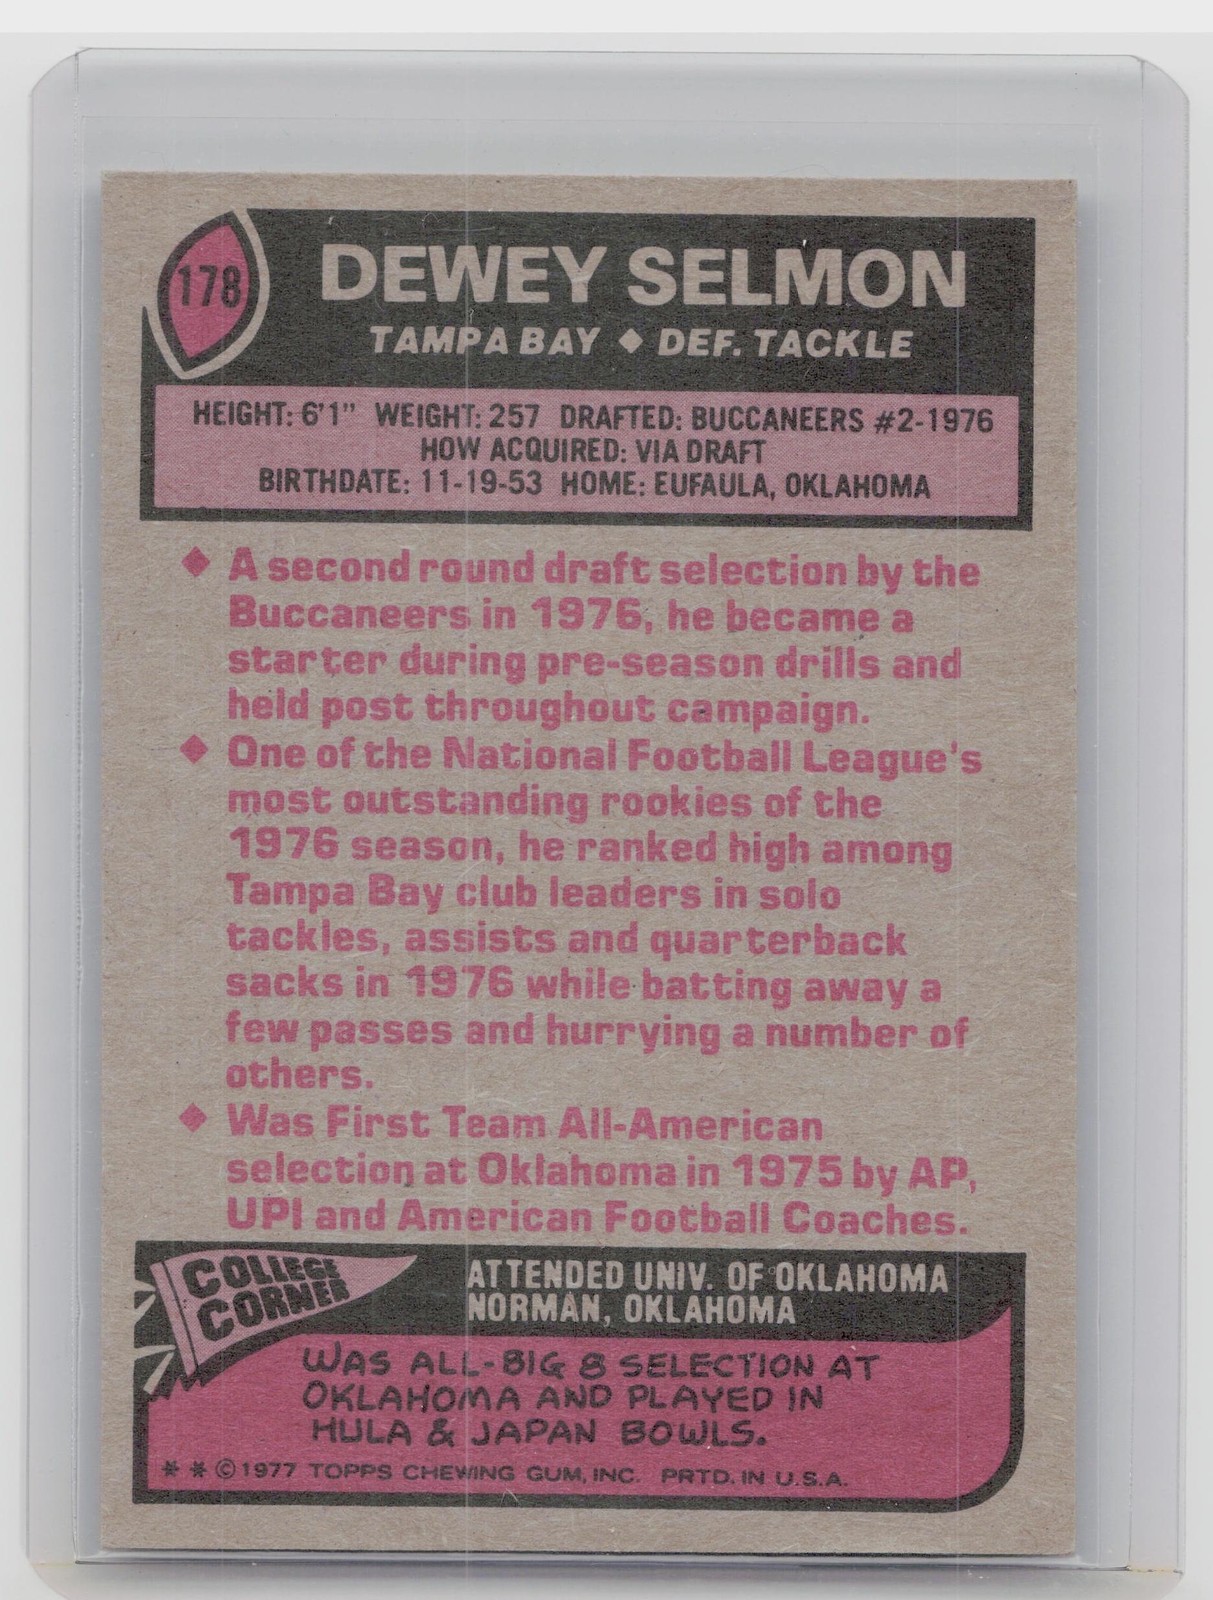 178
DEWEY SELMON
TAMPA BAY ◆ DEF. TACKLE
HEIGHT: 6'1" WEIGHT: 257 DRAFTED: BUCCANEERS #2-1976
HOW ACQUIRED: VIA DRAFT
BIRTHDATE: 11-19-53 HOME: EUFAULA, OKLAHOMA
◆ A second round draft selection by the
Buccaneers in 1976, he became a
starter during pre-season drills and
held post throughout campaign.
◆ One of the National Football League's
most outstanding rookies of the
1976 season, he ranked high among
Tampa Bay club leaders in solo
tackles, assists and quarterback
sacks in 1976 while batting away a
few passes and hurrying a number of
others.
◆ Was First Team All-American
selection at Oklahoma in 1975 by AP,
UPI and American Football Coaches.
COLLEGE
CORNER
ATTENDED UNIV. OF OKLAHOMA
NORMAN, OKLAHOMA
WAS ALL-BIG 8 SELECTION AT
OKLAHOMA AND PLAYED IN
HULA & JAPAN BOWLS.
* * © 1977 TOPPS CHEWING GUM, INC. PRTD. IN U.S.A.